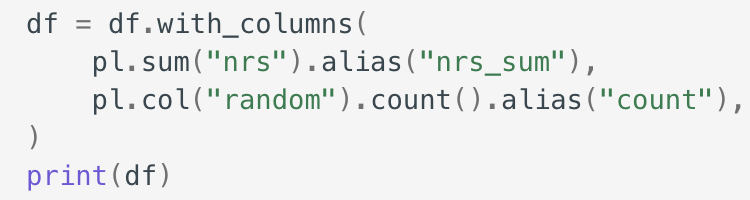 df = df.with_columns(
    pl.sum("nrs").alias("nrs_sum"),
    pl.col("random").count().alias("count"),
)
print(df)